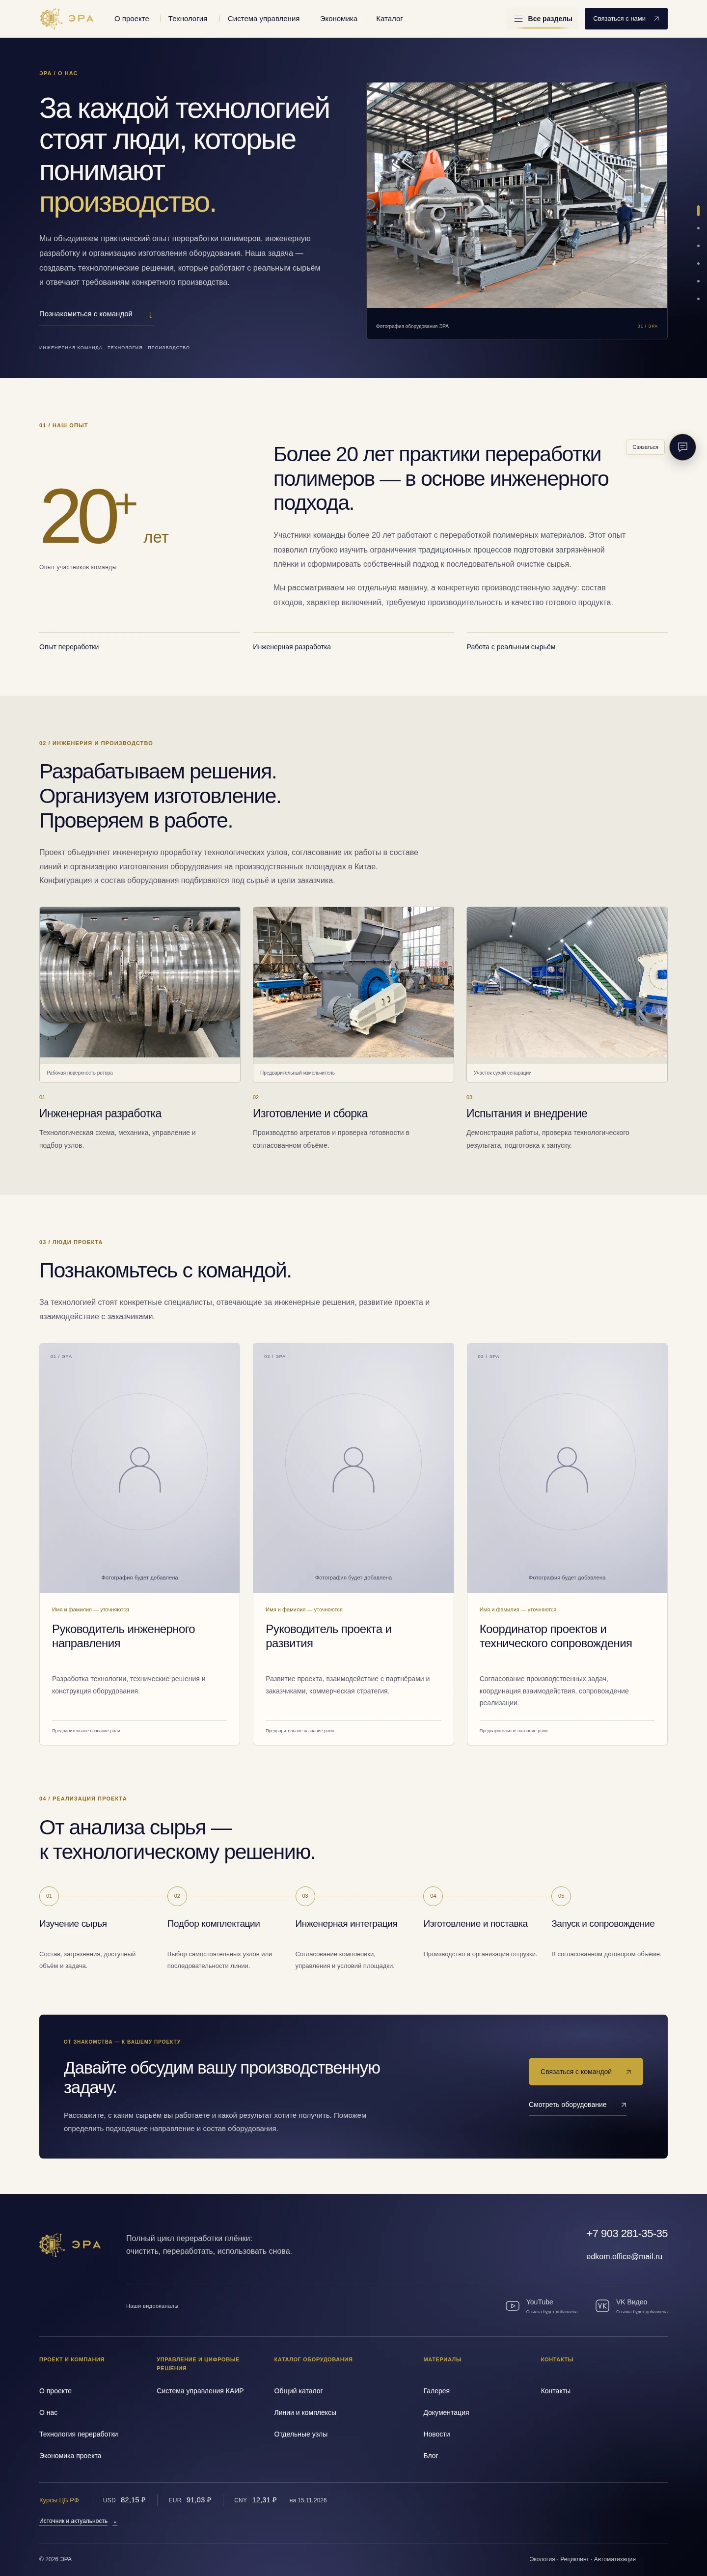 ЭРА
О проекте
Технология
Система управления
Экономика
Каталог
Все разделы
Связаться с нами
ЭРА / О НАС
За каждой технологией
стоят люди, которые
понимают
производство.
Мы объединяем практический опыт переработки полимеров, инженерную
разработку и организацию изготовления оборудования. Наша задача —
создавать технологические решения, которые работают с реальным сырьём
и отвечают требованиям конкретного производства.
Познакомиться с командой ↓
ИНЖЕНЕРНАЯ КОМАНДА · ТЕХНОЛОГИЯ · ПРОИЗВОДСТВО
Фотография оборудования ЭРА
01 / ЭРА
Связаться
01 / НАШ ОПЫТ
20+ лет
Опыт участников команды
Более 20 лет практики переработки
полимеров — в основе инженерного
подхода.
Участники команды более 20 лет работают с переработкой полимерных материалов. Этот опыт
позволил глубоко изучить ограничения традиционных процессов подготовки загрязнённой
плёнки и сформировать собственный подход к последовательной очистке сырья.
Мы рассматриваем не отдельную машину, а конкретную производственную задачу: состав
отходов, характер включений, требуемую производительность и качество готового продукта.
Опыт переработки
Инженерная разработка
Работа с реальным сырьём
02 / ИНЖЕНЕРИЯ И ПРОИЗВОДСТВО
Разрабатываем решения.
Организуем изготовление.
Проверяем в работе.
Проект объединяет инженерную проработку технологических узлов, согласование их работы в составе
линий и организацию изготовления оборудования на производственных площадках в Китае.
Конфигурация и состав оборудования подбираются под сырьё и цели заказчика.
Рабочая поверхность ротора
01
Инженерная разработка
Технологическая схема, механика, управление и
подбор узлов.
Предварительный измельчитель
02
Изготовление и сборка
Производство агрегатов и проверка готовности в
согласованном объёме.
Участок сухой сепарации
03
Испытания и внедрение
Демонстрация работы, проверка технологического
результата, подготовка к запуску.
03 / ЛЮДИ ПРОЕКТА
Познакомьтесь с командой.
За технологией стоят конкретные специалисты, отвечающие за инженерные решения, развитие проекта и
взаимодействие с заказчиками.
01 / ЭРА
Фотография будет добавлена
Имя и фамилия — уточняются
Руководитель инженерного
направления
Разработка технологии, технические решения и
конструкция оборудования.
Предварительное название роли
02 / ЭРА
Фотография будет добавлена
Имя и фамилия — уточняются
Руководитель проекта и
развития
Развитие проекта, взаимодействие с партнёрами и
заказчиками, коммерческая стратегия.
Предварительное название роли
03 / ЭРА
Фотография будет добавлена
Имя и фамилия — уточняются
Координатор проектов и
технического сопровождения
Согласование производственных задач,
координация взаимодействия, сопровождение
реализации.
Предварительное название роли
04 / РЕАЛИЗАЦИЯ ПРОЕКТА
От анализа сырья —
к технологическому решению.
01
Изучение сырья
Состав, загрязнения, доступный
объём и задача.
02
Подбор комплектации
Выбор самостоятельных узлов или
последовательности линии.
03
Инженерная интеграция
Согласование компоновки,
управления и условий площадки.
04
Изготовление и поставка
Производство и организация отгрузки.
05
Запуск и сопровождение
В согласованном договором объёме.
ОТ ЗНАКОМСТВА — К ВАШЕМУ ПРОЕКТУ
Давайте обсудим вашу производственную
задачу.
Расскажите, с каким сырьём вы работаете и какой результат хотите получить. Поможем
определить подходящее направление и состав оборудования.
Связаться с командой
Смотреть оборудование
ЭРА
Полный цикл переработки плёнки:
очистить, переработать, использовать снова.
+7 903 281-35-35
edkom.office@mail.ru
Наши видеоканалы
YouTube
Ссылка будет добавлена
VK Видео
Ссылка будет добавлена
ПРОЕКТ И КОМПАНИЯ
О проекте
О нас
Технология переработки
Экономика проекта
УПРАВЛЕНИЕ И ЦИФРОВЫЕ
РЕШЕНИЯ
Система управления КАИР
КАТАЛОГ ОБОРУДОВАНИЯ
Общий каталог
Линии и комплексы
Отдельные узлы
МАТЕРИАЛЫ
Галерея
Документация
Новости
Блог
КОНТАКТЫ
Контакты
Курсы ЦБ РФ
USD 82,15 ₽
EUR 91,03 ₽
CNY 12,31 ₽
на 15.11.2026
Источник и актуальность
© 2026 ЭРА
Экология · Рециклинг · Автоматизация